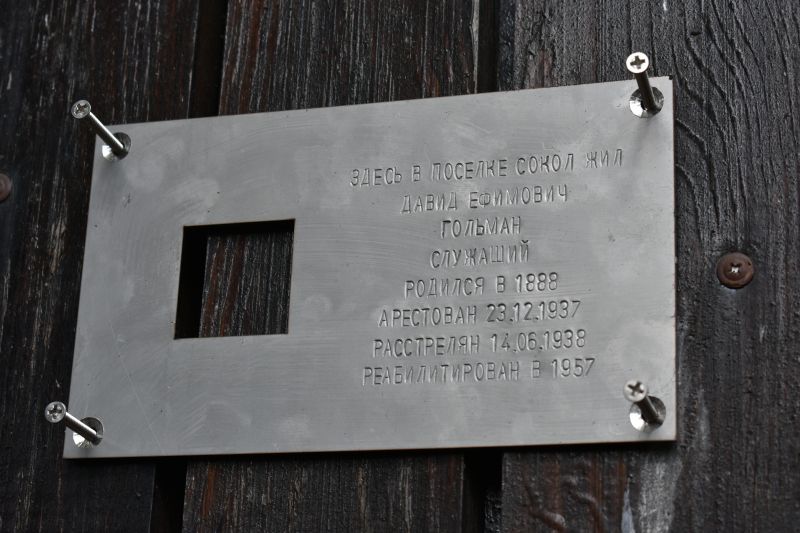 ЗДЕСЬ В ПОСЕЛКЕ СОКОЛ ЖИЛ
ДАВИД ЕФИМОВИЧ
ГОЛЬМАН
СЛУЖАЩИЙ
РОДИЛСЯ В 1888
АРЕСТОВАН 23.12.1937
РАССТРЕЛЯН 14.06.1938
РЕАБИЛИТИРОВАН В 1957